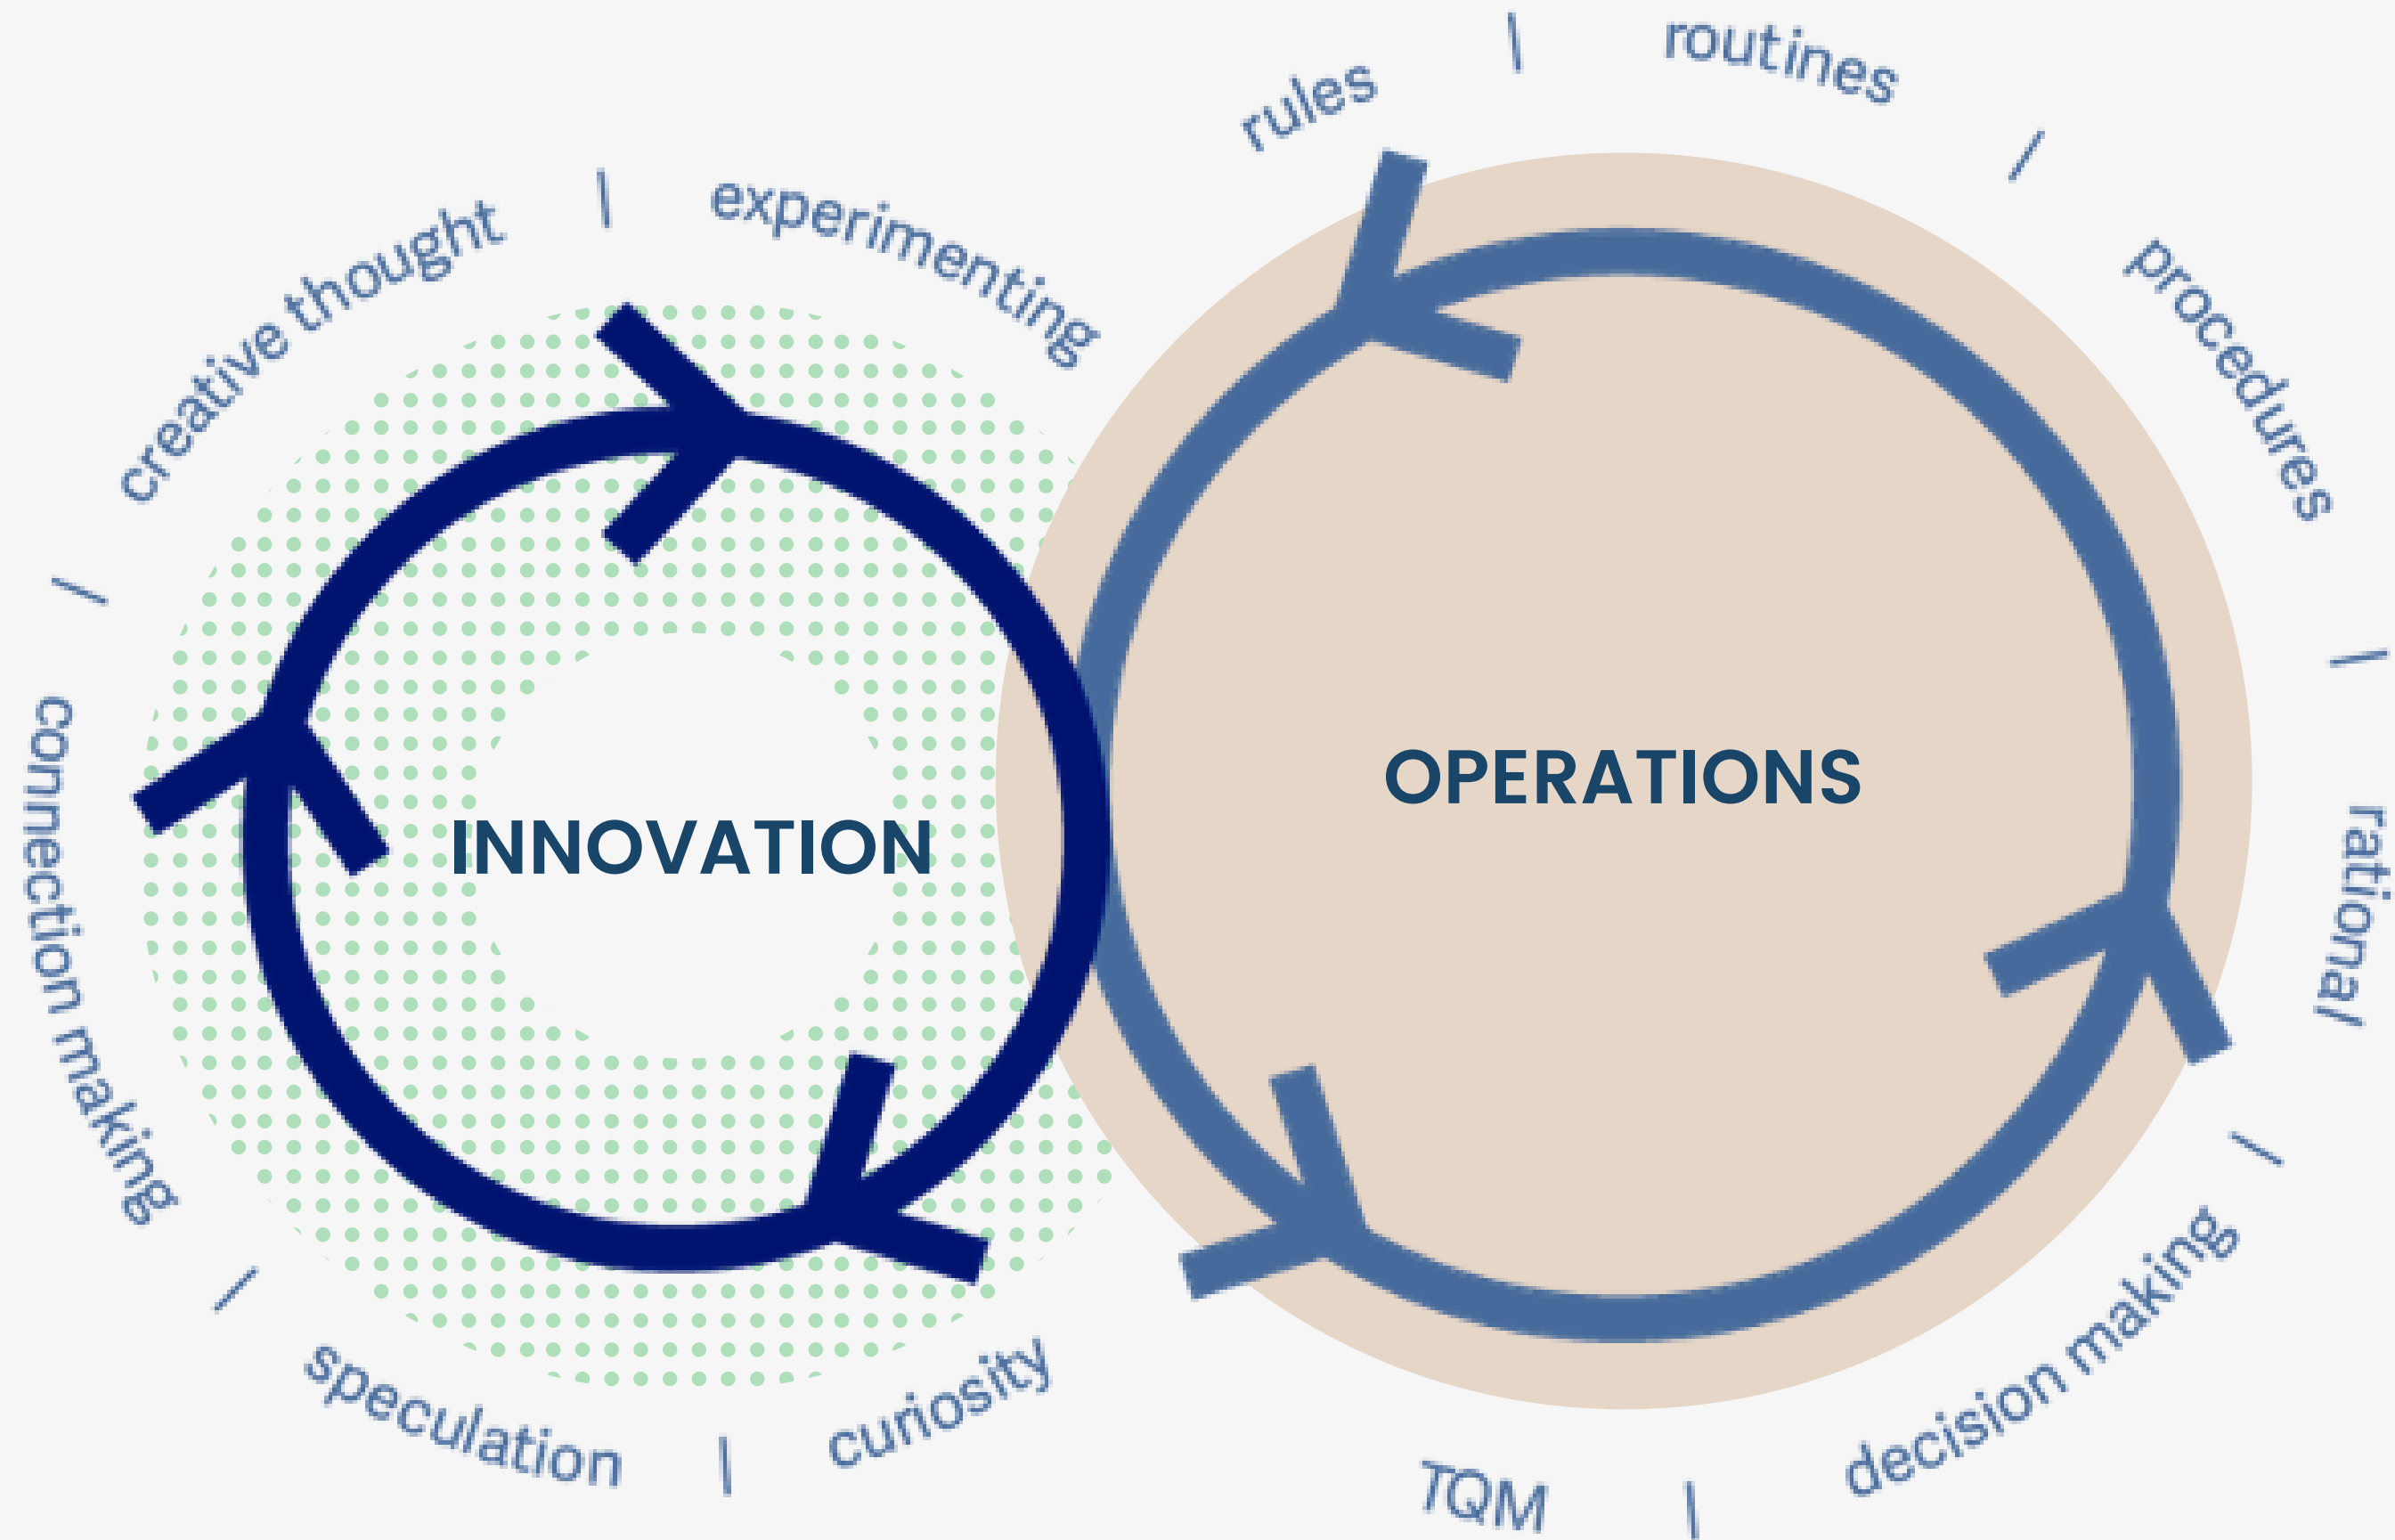 rules | routines | procedures | rational | decision making | TQM
experimenting | creative thought | connection making | speculation | curiosity
INNOVATION
OPERATIONS